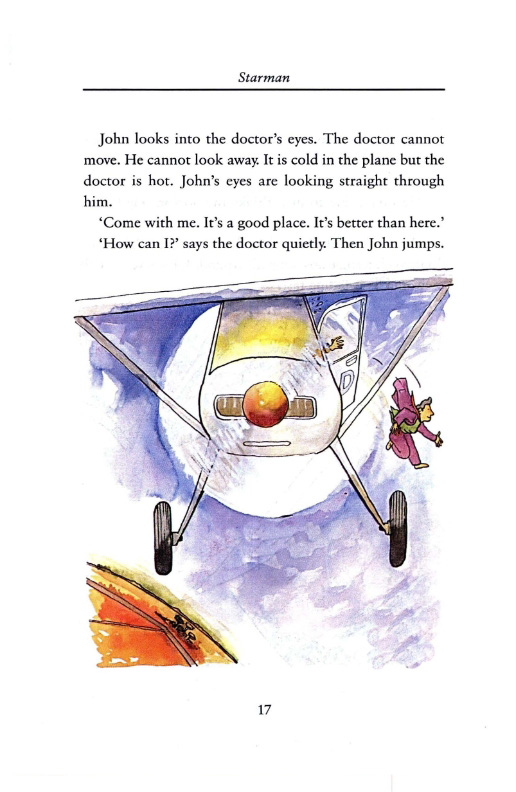 Starman
John looks into the doctor's eyes. The doctor cannot
move. He cannot look away. It is cold in the plane but the
doctor is hot. John's eyes are looking straight through
him.
‘Come with me. It's a good place. It's better than here.’
‘How can I?’ says the doctor quietly. Then John jumps.
17